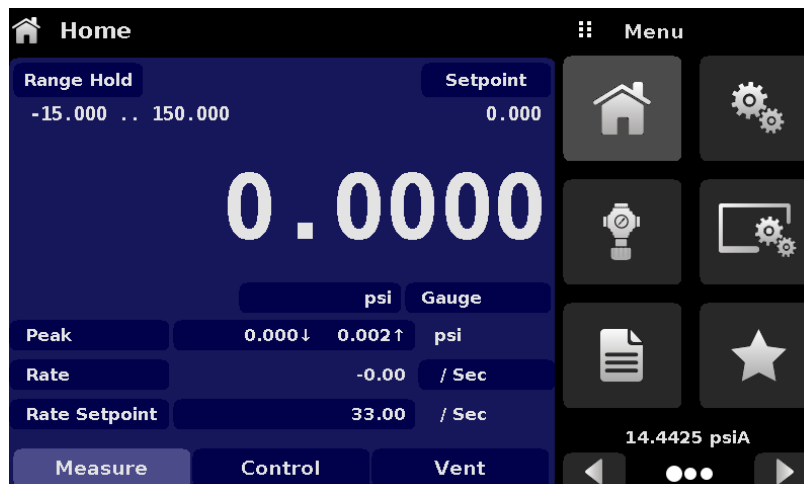 Home
Menu
Range Hold
Setpoint
-15.000 .. 150.000
0.000
0.0000
psi Gauge
Peak 0.000↓ 0.002↑ psi
Rate -0.00 / Sec
Rate Setpoint 33.00 / Sec
Measure Control Vent
14.4425 psiA